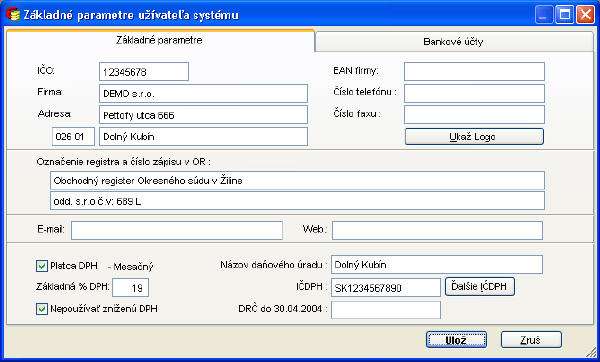 Základné parametre užívateľa systému
Základné parametre Bankové účty
IČO: 12345678 EAN firmy:
Firma: DEMO s.r.o. Číslo telefónu :
Adresa: Pettofy utca 666 Číslo faxu :
026 01 Dolný Kubín Ukaž Logo
Označenie registra a číslo zápisu v OR :
Obchodný register Okresného súdu v Žiline
odd. s.r.o č v: 689 L
E-mail: Web :
Platca DPH - Mesačný Názov daňového úradu : Dolný Kubín
Základná % DPH: 19 IČDPH : SK1234567890 Ďalšie IČDPH
Nepoužívať zníženú DPH DRČ do 30.04.2004 :
Ulož Zruš